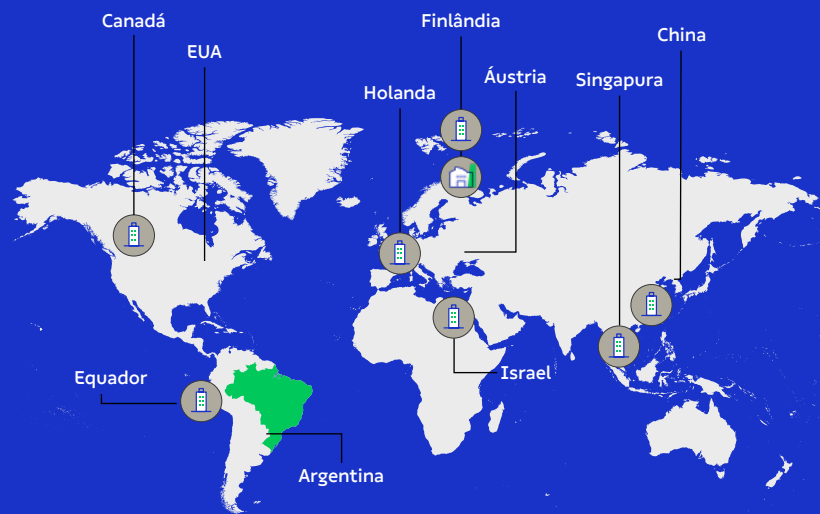 Canadá
EUA
Finlândia
China
Holanda
Áustria
Singapura
Equador
Israel
Argentina